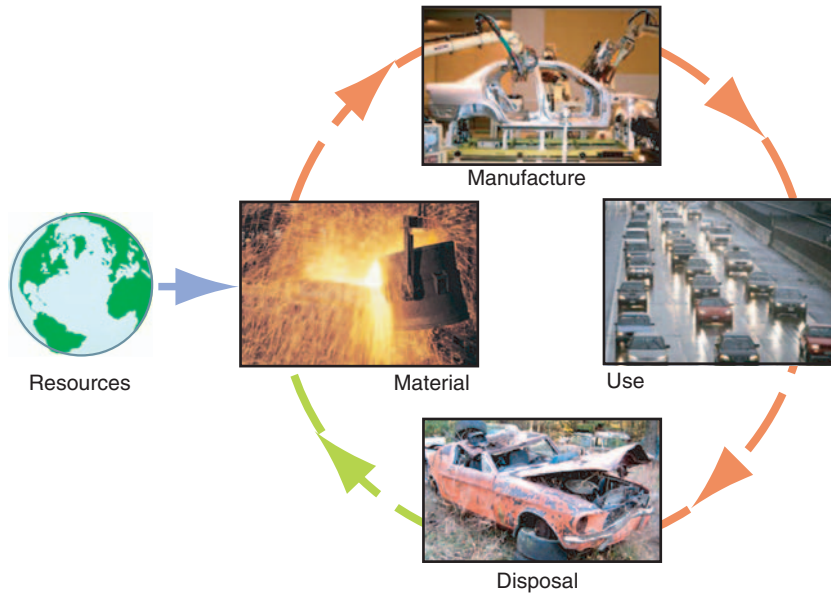 Manufacture
Resources
Material
Use
Disposal